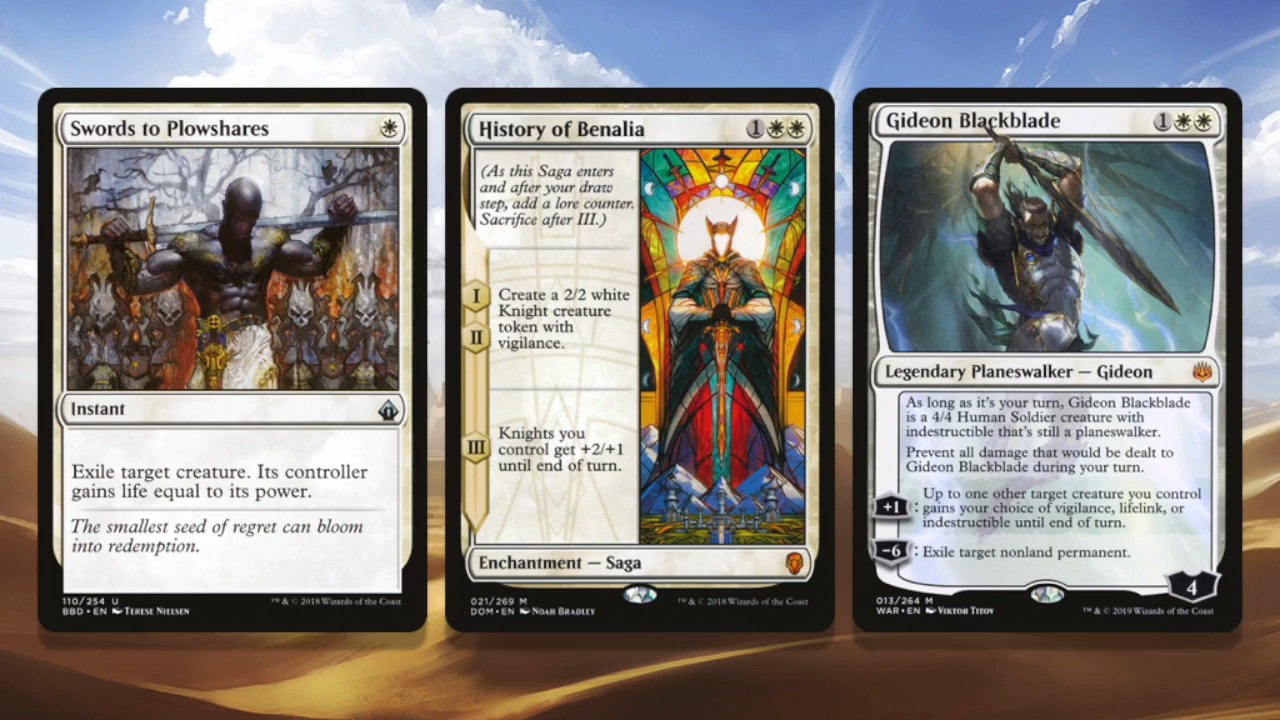 Swords to Plowshares
Instant
Exile target creature. Its controller
gains life equal to its power.
The smallest seed of regret can bloom
into redemption.
110/254 U
BBD • EN Terese Nielsen
™ & © 2018 Wizards of the Coast
History of Benalia
1
(As this Saga enters
and after your draw
step, add a lore counter.
Sacrifice after III.)
I
II
Create a 2/2 white
Knight creature
token with
vigilance.
III
Knights you
control get +2/+1
until end of turn.
Enchantment — Saga
021/269 M
DOM • EN Noah Bradley
™ & © 2018 Wizards of the Coast
Gideon Blackblade
1
Legendary Planeswalker — Gideon
As long as it's your turn, Gideon Blackblade
is a 4/4 Human Soldier creature with
indestructible that's still a planeswalker.
Prevent all damage that would be dealt to
Gideon Blackblade during your turn.
+1: Up to one other target creature you control
gains your choice of vigilance, lifelink, or
indestructible until end of turn.
-6: Exile target nonland permanent.
4
013/264 M
WAR • EN Viktor Titov
™ & © 2019 Wizards of the Coast